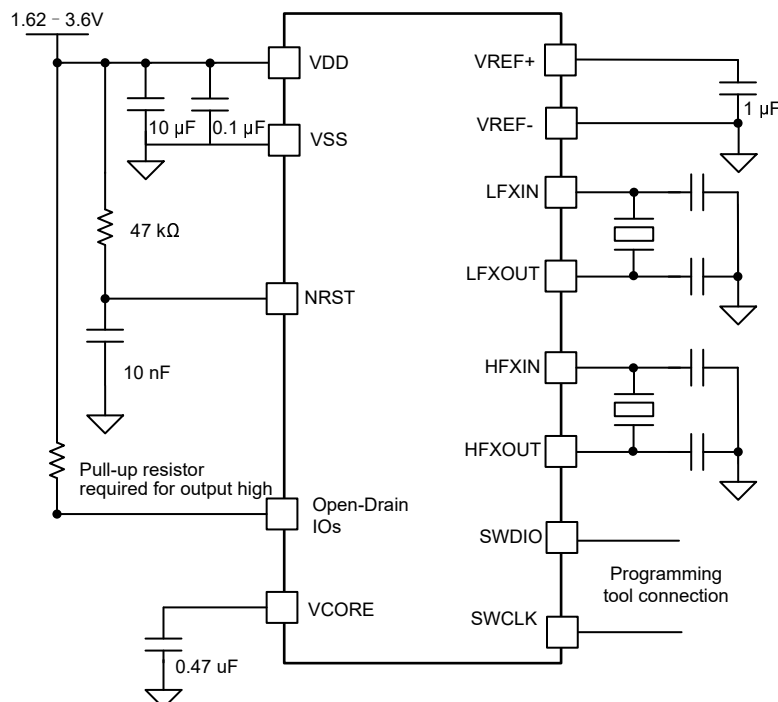 1.62 - 3.6V
VDD
10 µF
0.1 µF
VSS
47 kΩ
NRST
10 nF
Pull-up resistor
required for output high
Open-Drain
IOs
VCORE
0.47 uF
VREF+
1 µF
VREF-
LFXIN
LFXOUT
HFXIN
HFXOUT
SWDIO
Programming
tool connection
SWCLK